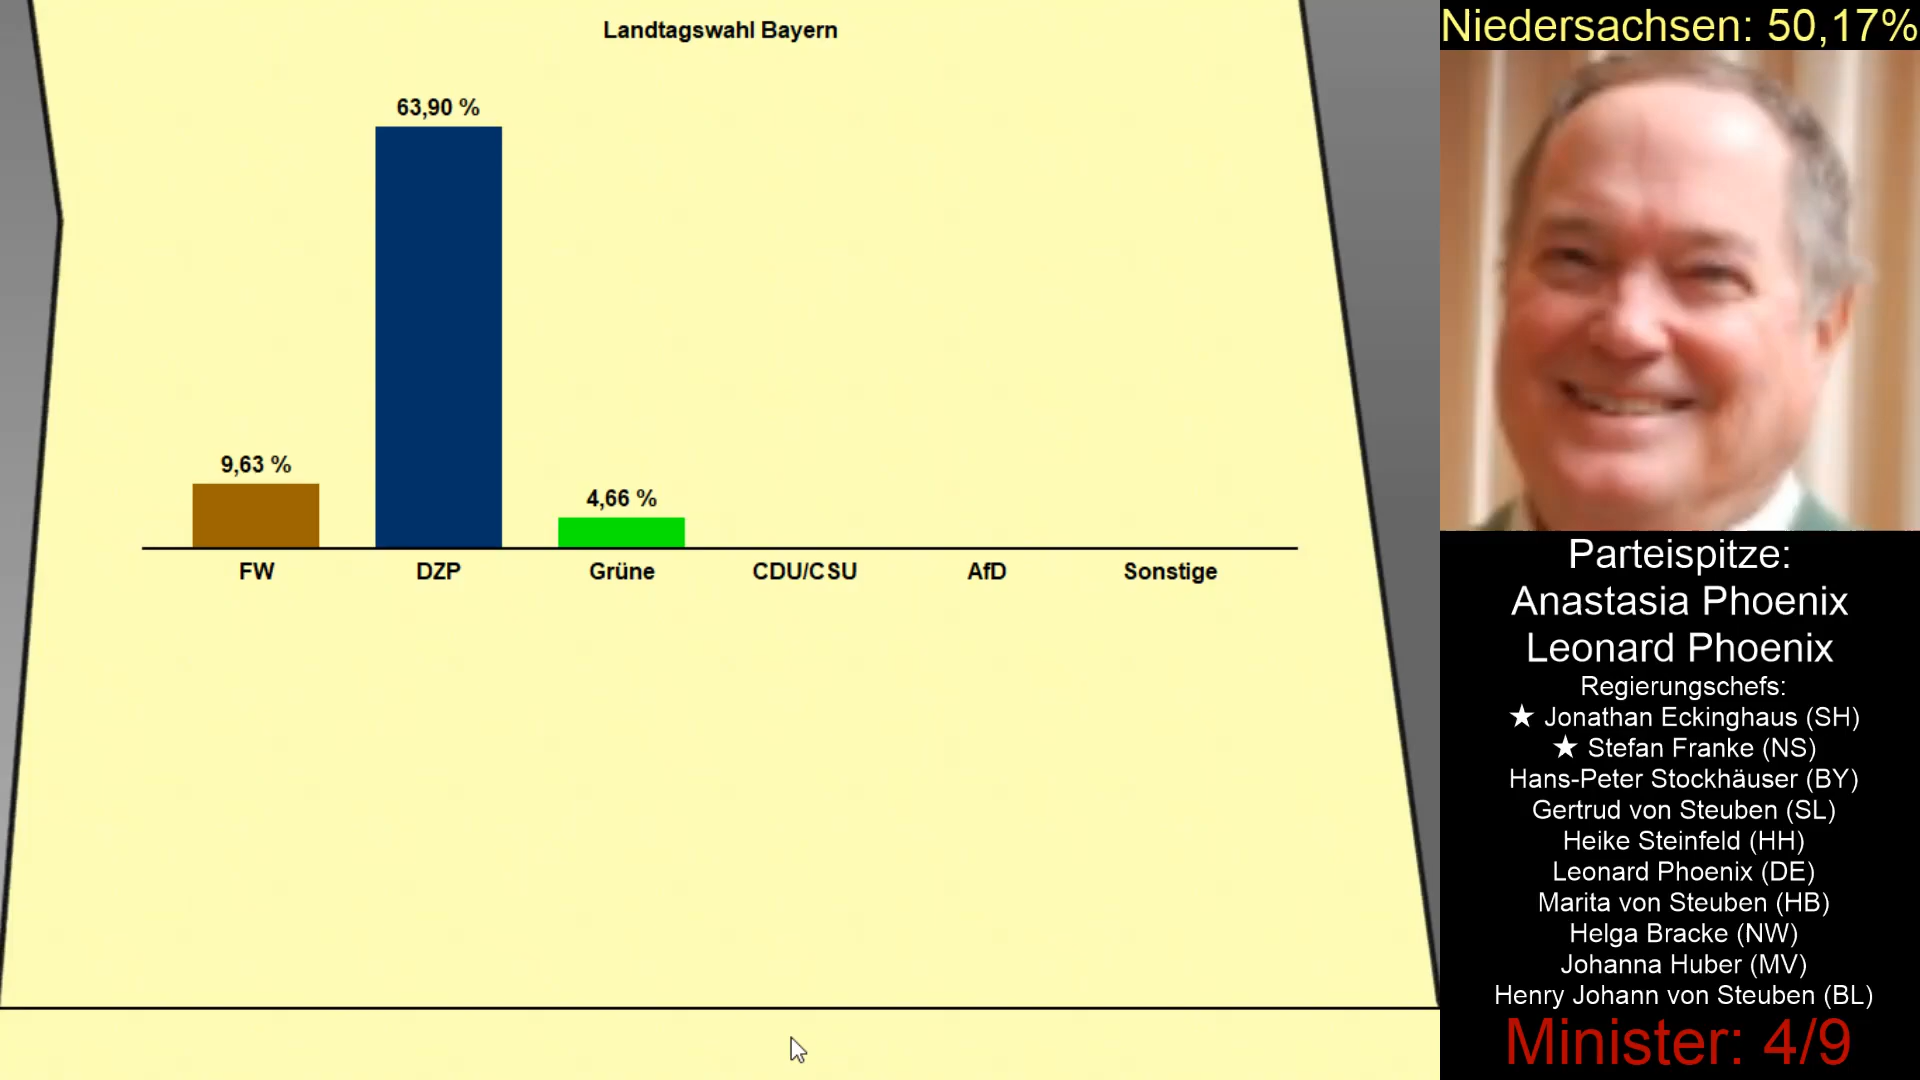 Landtagswahl Bayern
63,90 %
9,63 %
4,66 %
FW DZP Grüne CDU/CSU AfD Sonstige
Niedersachsen: 50,17%
Parteispitze:
Anastasia Phoenix
Leonard Phoenix
Regierungschefs:
★ Jonathan Eckinghaus (SH)
★ Stefan Franke (NS)
Hans-Peter Stockhäuser (BY)
Gertrud von Steuben (SL)
Heike Steinfeld (HH)
Leonard Phoenix (DE)
Marita von Steuben (HB)
Helga Bracke (NW)
Johanna Huber (MV)
Henry Johann von Steuben (BL)
Minister: 4/9